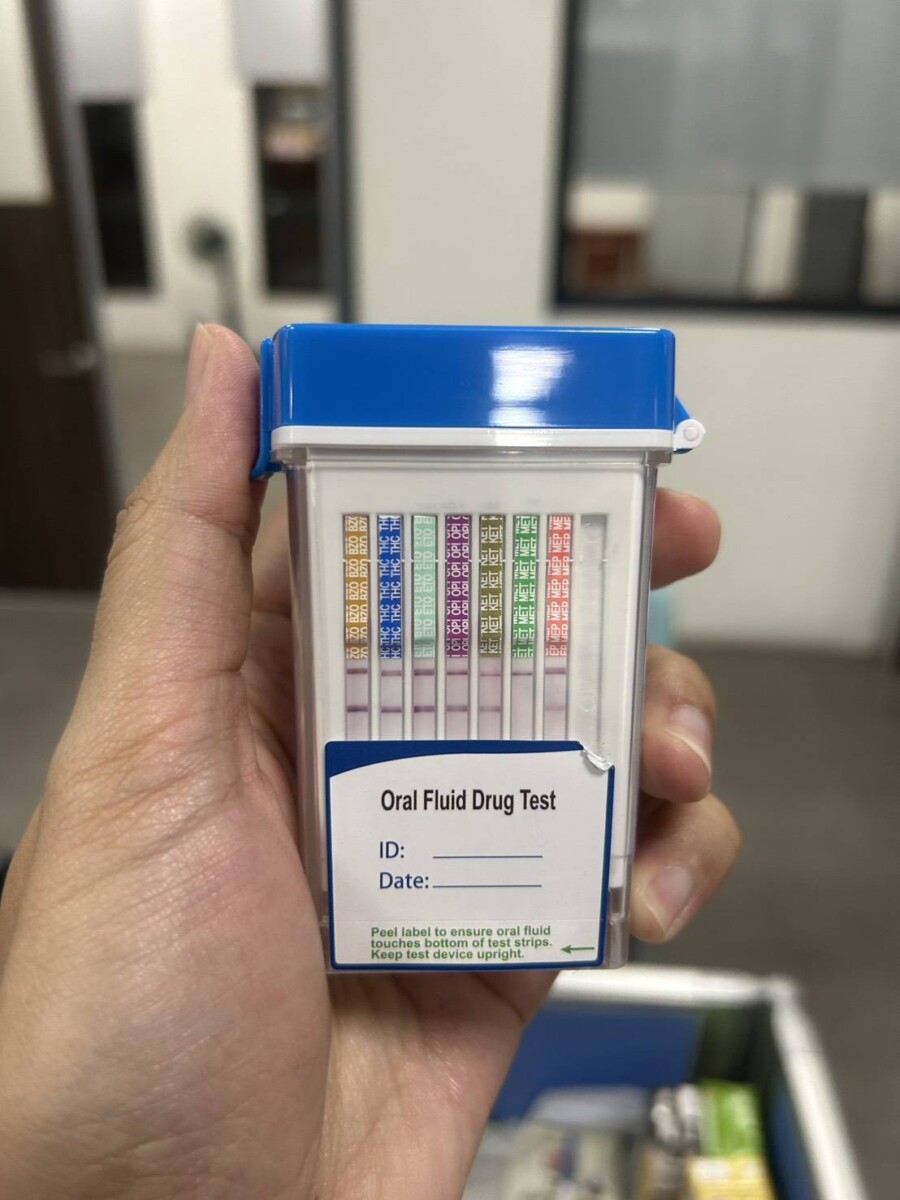 BZO THC ETO OPI KET MET MEP
Oral Fluid Drug Test
ID:
Date:
Peel label to ensure oral fluid
touches bottom of test strips.
Keep test device upright.